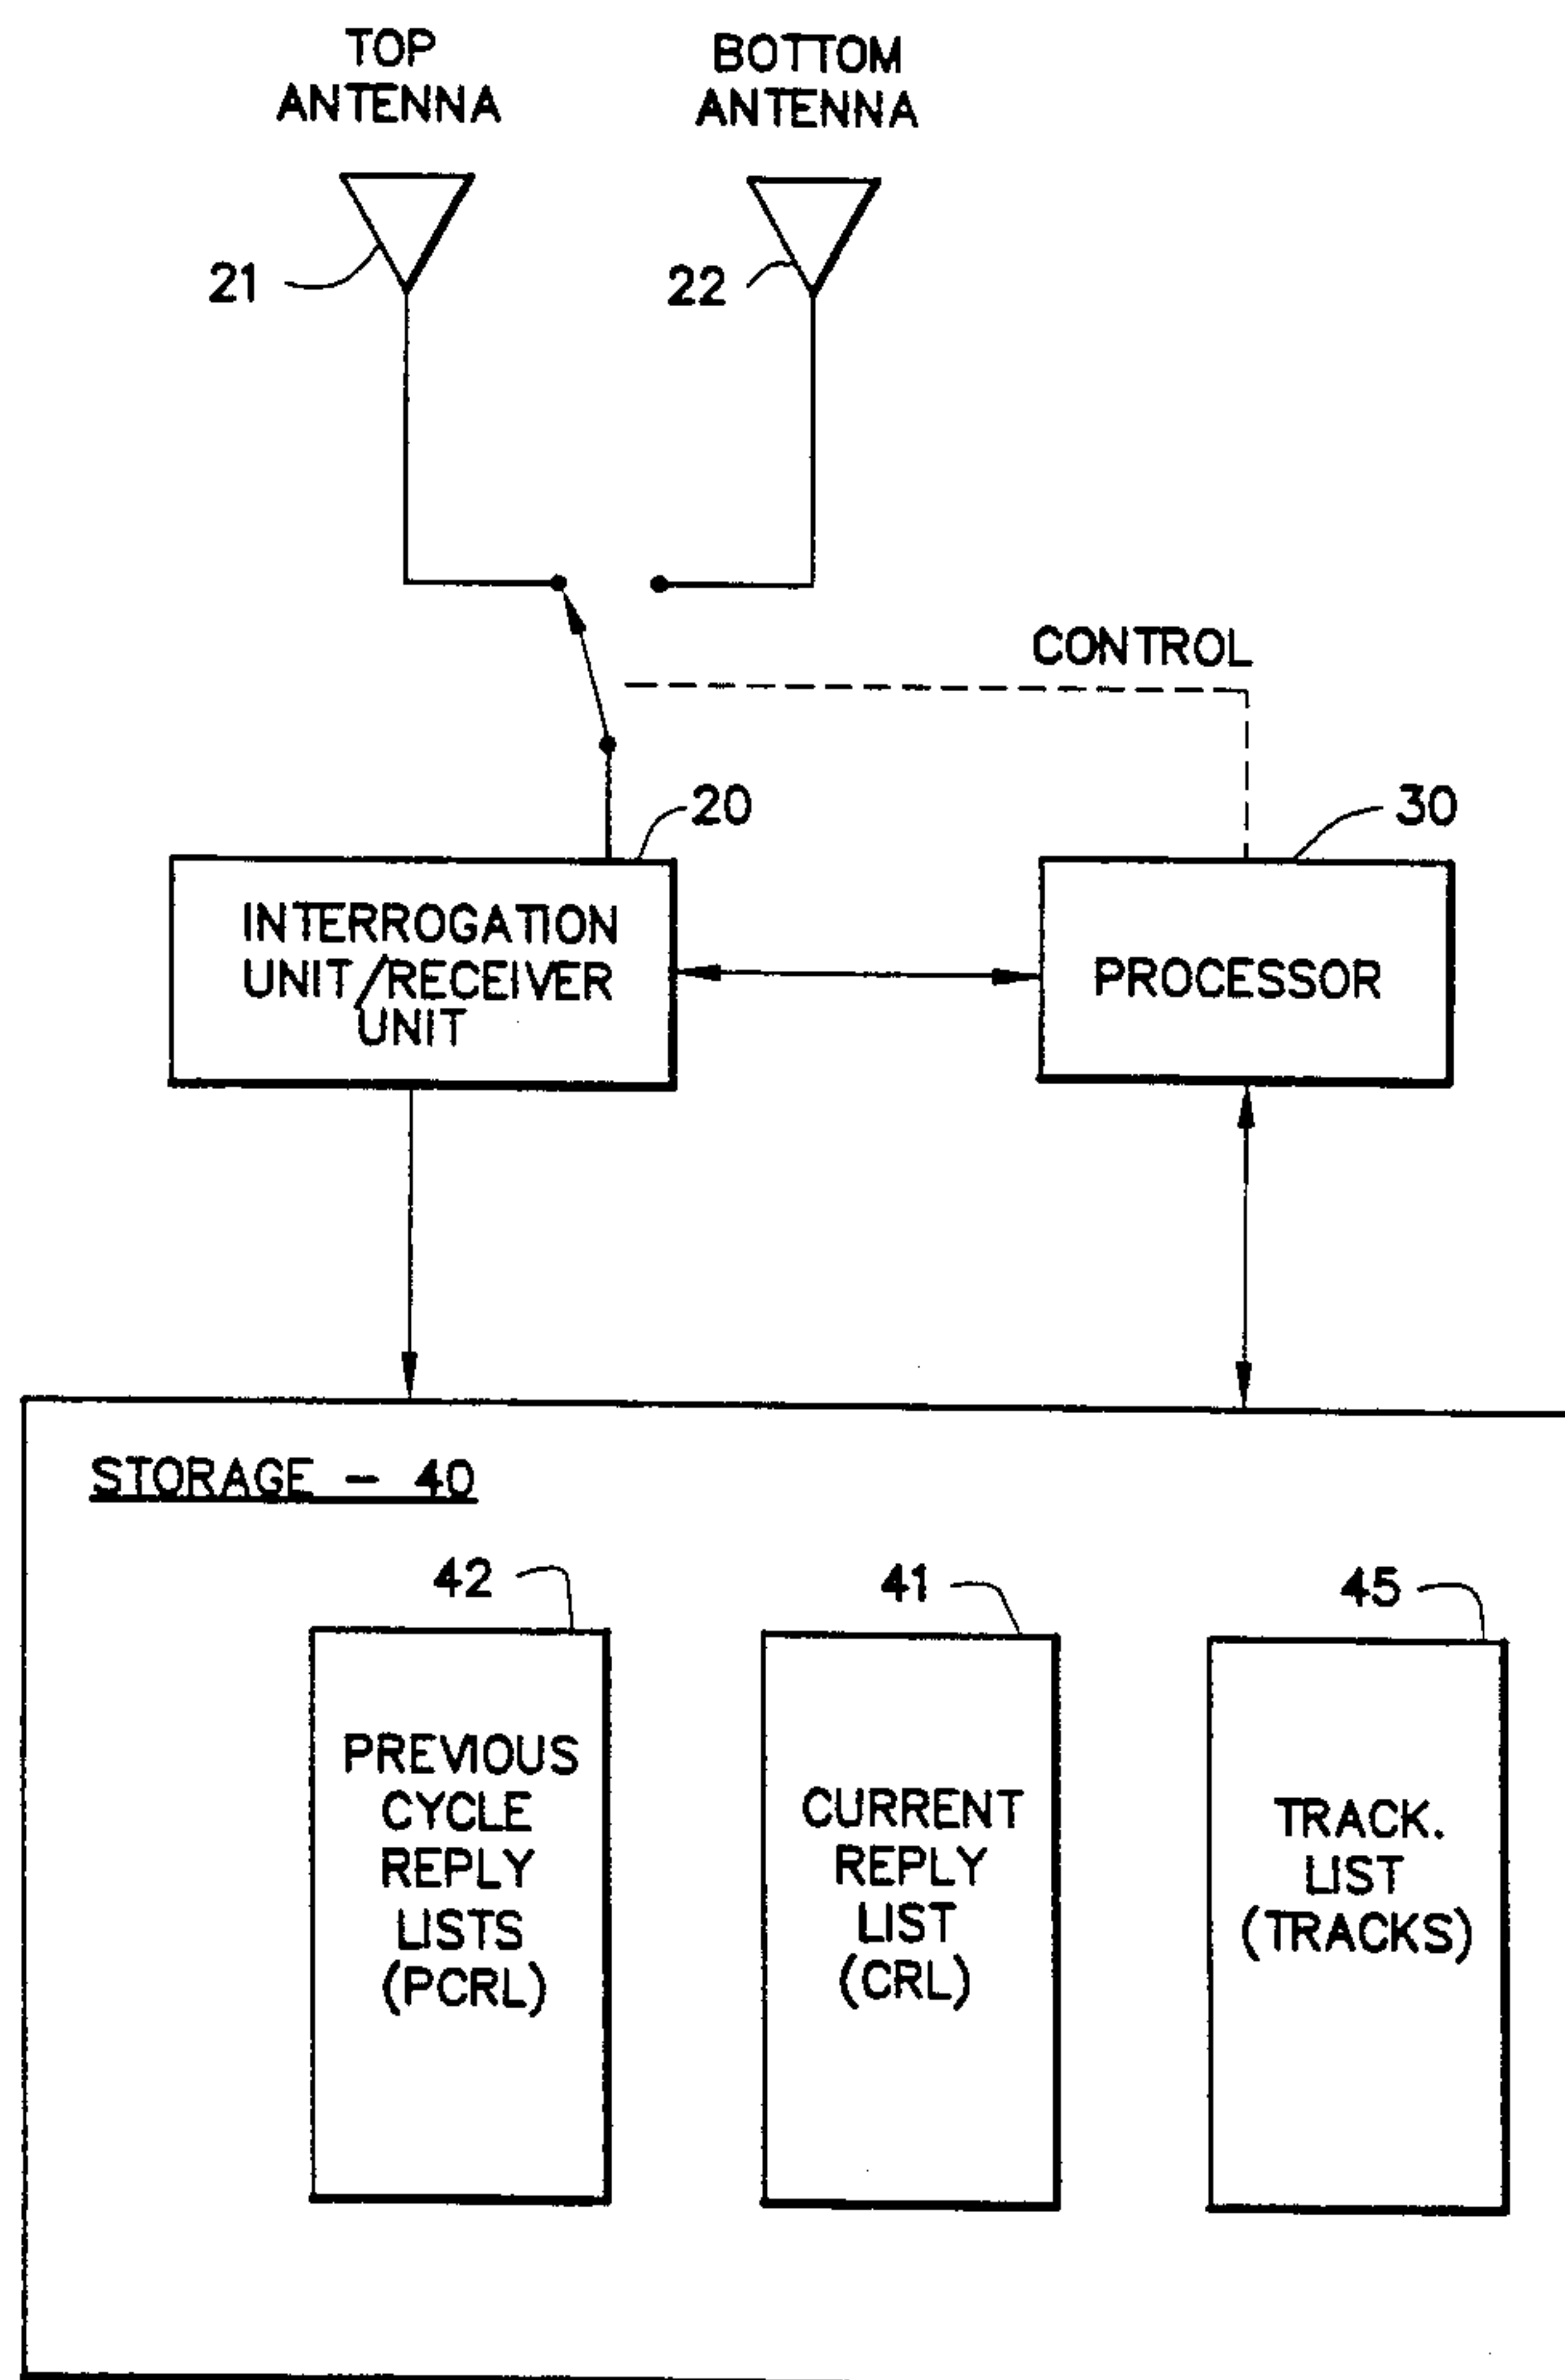 TOP
ANTENNA
BOTTOM
ANTENNA
21
22
CONTROL
20
30
INTERROGATION
UNIT/RECEIVER
UNIT
PROCESSOR
STORAGE - 40
42
41
45
PREVIOUS
CYCLE
REPLY
LISTS
(PCRL)
CURRENT
REPLY
LIST
(CRL)
TRACK.
LIST
(TRACKS)